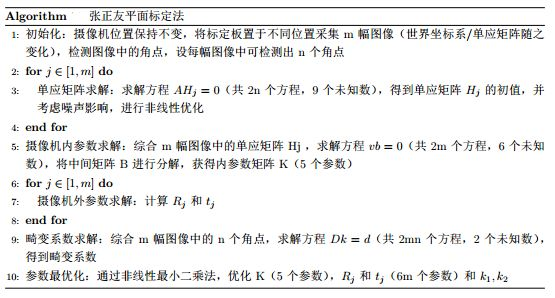 Algorithm 张正友平面标定法
1: 初始化：摄像机位置保持不变，将标定板置于不同位置采集 m 幅图像（世界坐标系/单应矩阵随之
变化），检测图像中的角点，设每幅图像中可检测出 n 个角点
2: for j ∈ [1, m] do
3: 单应矩阵求解：求解方程 AHj = 0（共 2n 个方程，9 个未知数），得到单应矩阵 Hj 的初值，并
考虑噪声影响，进行非线性优化
4: end for
5: 摄像机内参数求解：综合 m 幅图像中的单应矩阵 Hj ，求解方程 vb = 0（共 2m 个方程，6 个未知
数），将中间矩阵 B 进行分解，获得内参数矩阵 K（5 个参数）
6: for j ∈ [1, m] do
7: 摄像机外参数求解：计算 Rj 和 tj
8: end for
9: 畸变系数求解：综合 m 幅图像中的 n 个角点，求解方程 Dk = d（共 2mn 个方程，2 个未知数），
得到畸变系数
10: 参数最优化：通过非线性最小二乘法，优化 K（5 个参数），Rj 和 tj（6m 个参数）和 k1, k2